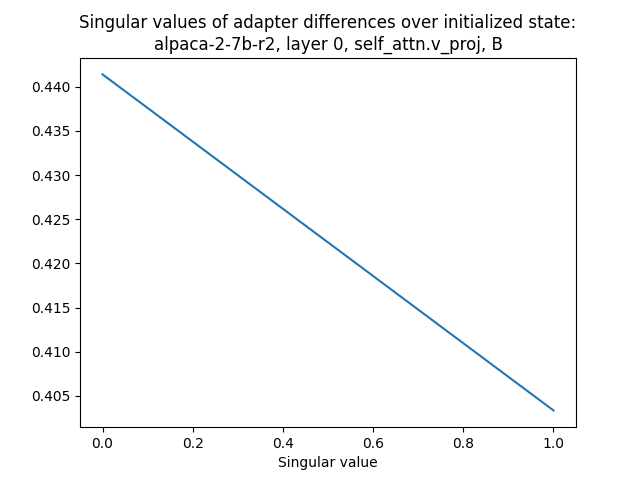 Singular values of adapter differences over initialized state:
alpaca-2-7b-r2, layer 0, self_attn.v_proj, B
0.440
0.435
0.430
0.425
0.420
0.415
0.410
0.405
0.0 0.2 0.4 0.6 0.8 1.0
Singular value